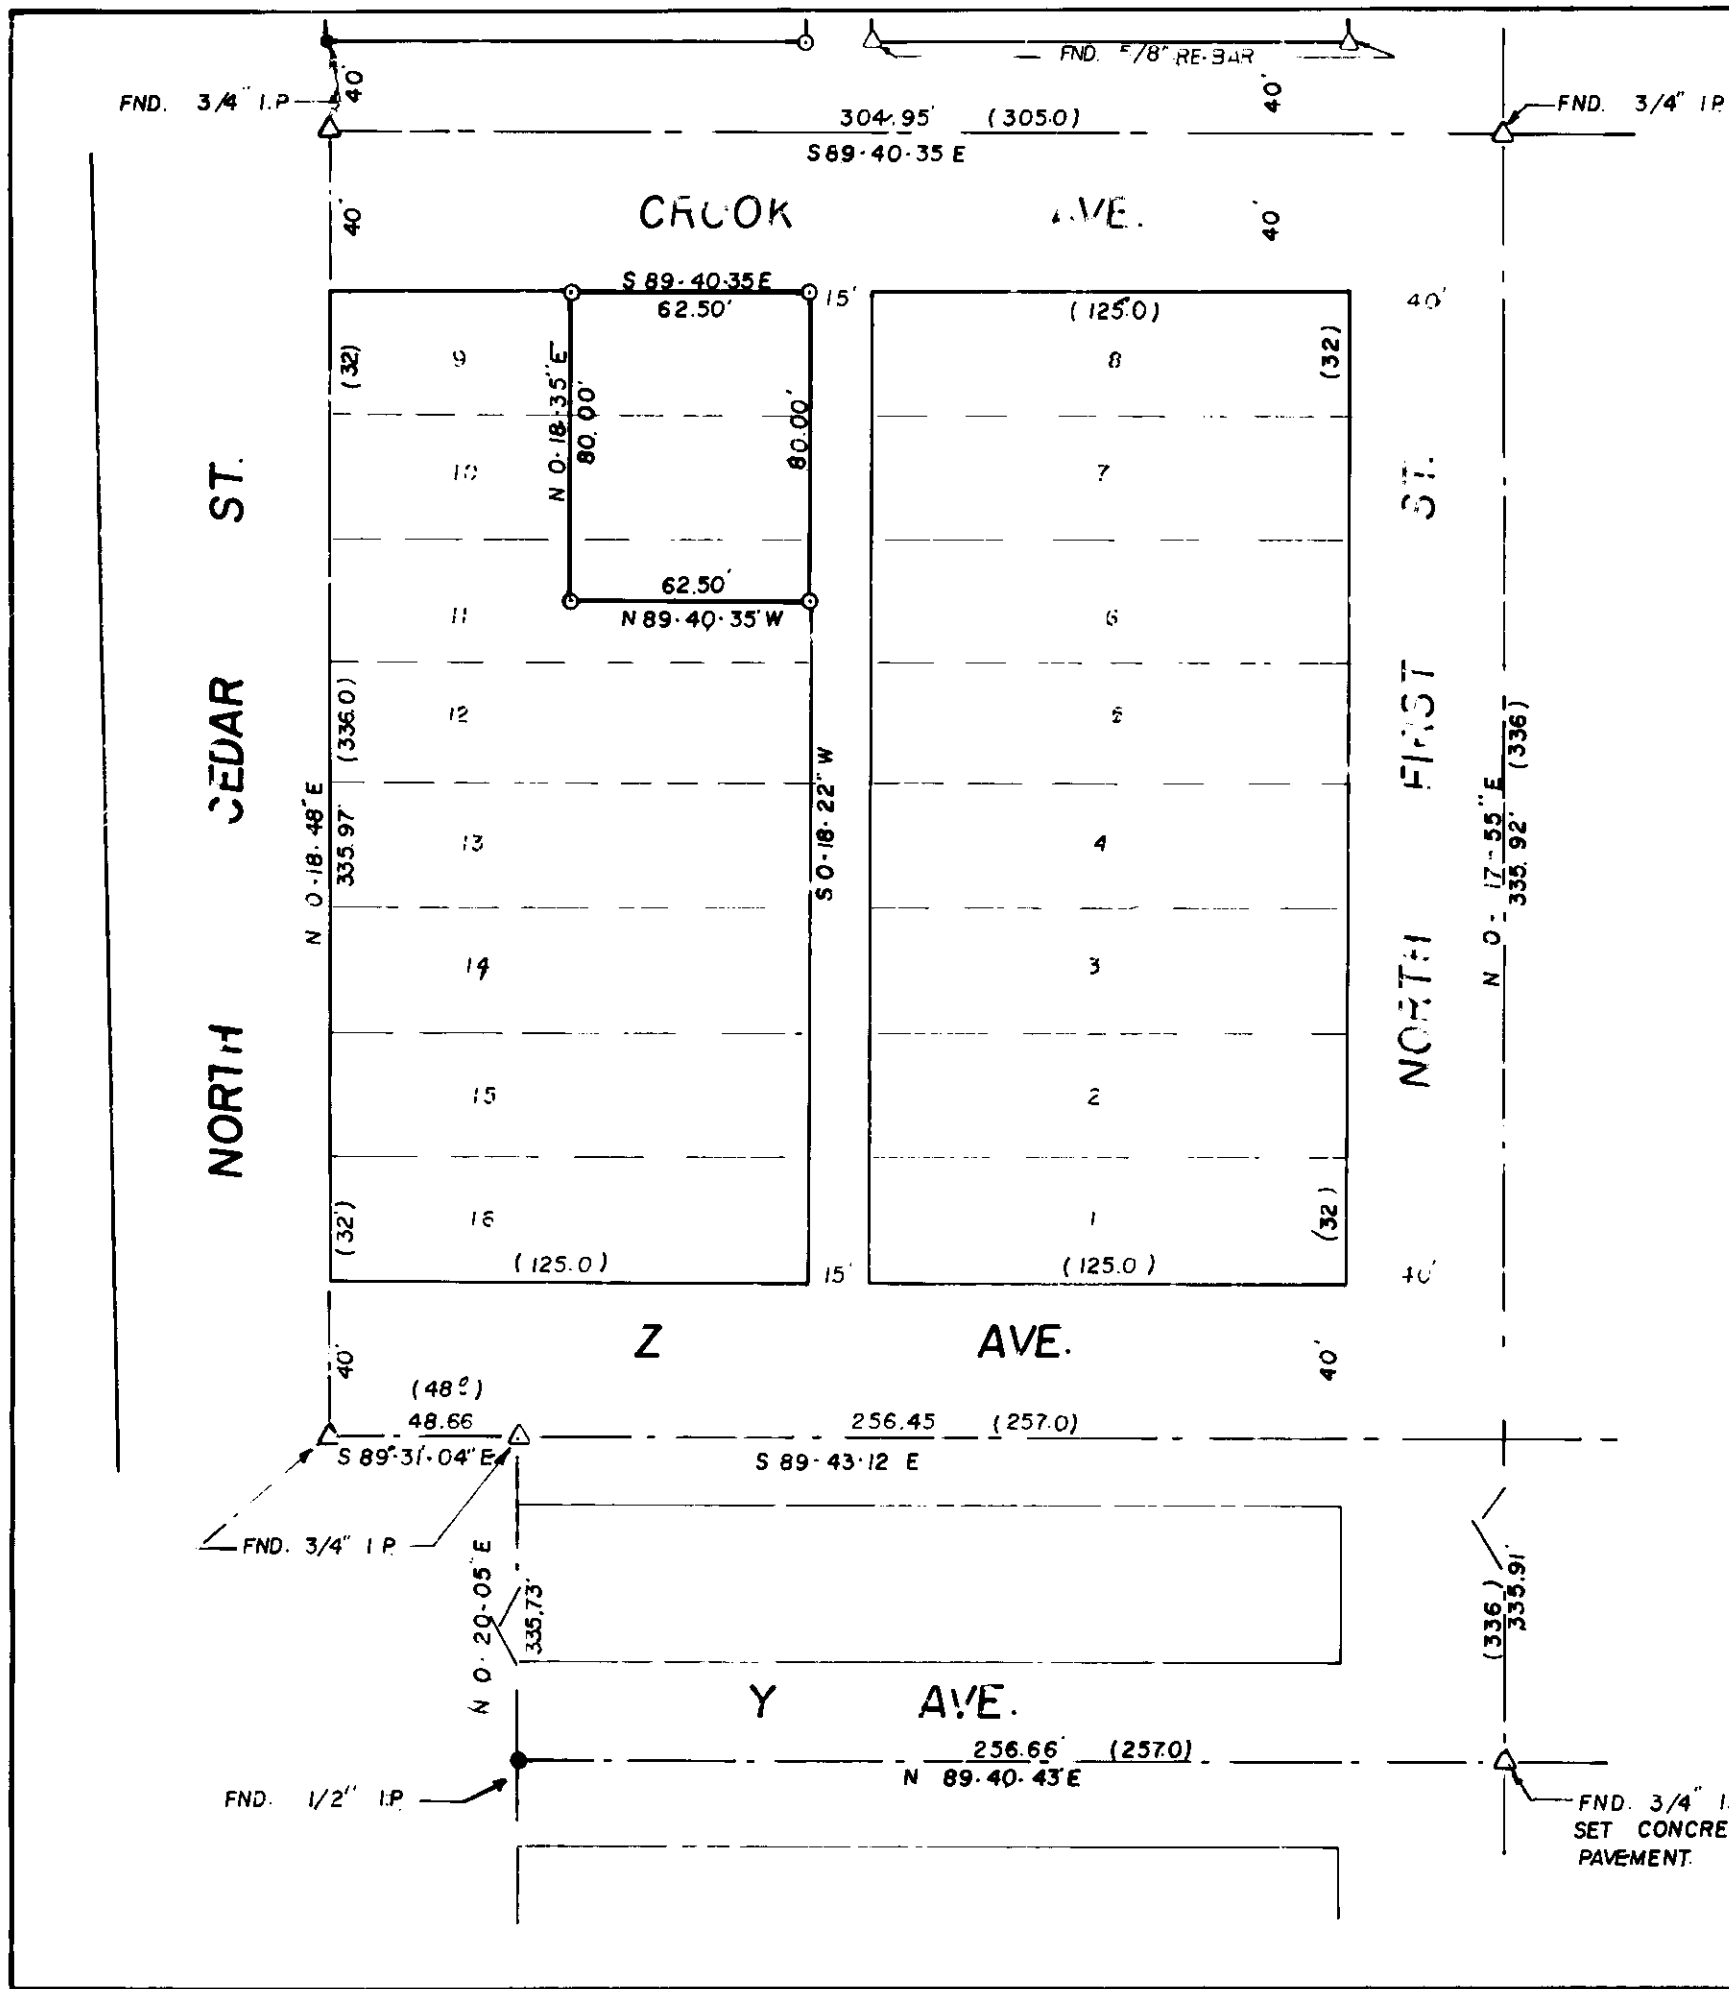 FND. 5/8" RE-BAR
40'
40'
FND. 3/4" I.P.
FND. 3/4" I.P.
304.95' (305.0)
S 89-40-35 E
40'
CROOK AVE.
40'
S 89-40-35 E
62.50'
15'
(125.0)
40'
(32)
9
N 0-18-35" E
80.00'
80.00'
8
(32)
10
7
62.50'
N 89-40-35' W
11
6
12
13
4
14
3
15
2
16
1
(336.0)
N 0-18-48" E
335.97'
S 0-18-22" W
NORTH CEDAR ST.
NORTH FIRST ST.
N 0-17-55" E (336)
335.92'
(32')
(125.0)
15'
(125.0)
(32)
40'
Z AVE.
40'
40'
48.66
S 89-31-04" E
256.45 (257.0)
S 89-43-12 E
FND. 3/4" I.P.
N 0-20-05" E
335.73'
(336)
335.91'
Y AVE.
256.66' (257.0)
N 89-40-43" E
FND. 1/2" I.P.
FND. 3/4" I.
SET CONCRE
PAVEMENT.